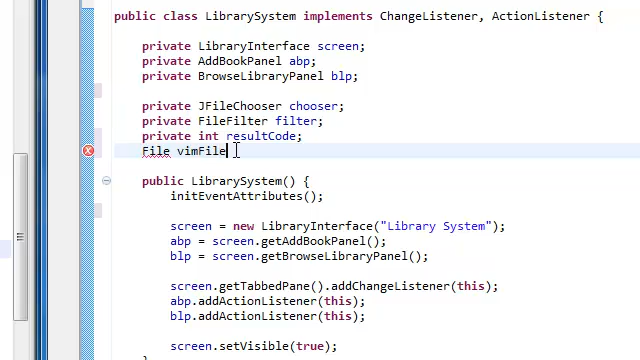 public class LibrarySystem implements ChangeListener, ActionListener {
private LibraryInterface screen;
private AddBookPanel abp;
private BrowseLibraryPanel blp;
private JFileChooser chooser;
private FileFilter filter;
private int resultCode;
File vimFile
public LibrarySystem() {
initEventAttributes();
screen = new LibraryInterface("Library System");
abp = screen.getAddBookPanel();
blp = screen.getBrowseLibraryPanel();
screen.getTabbedPane().addChangeListener(this);
abp.addActionListener(this);
blp.addActionListener(this);
screen.setVisible(true);